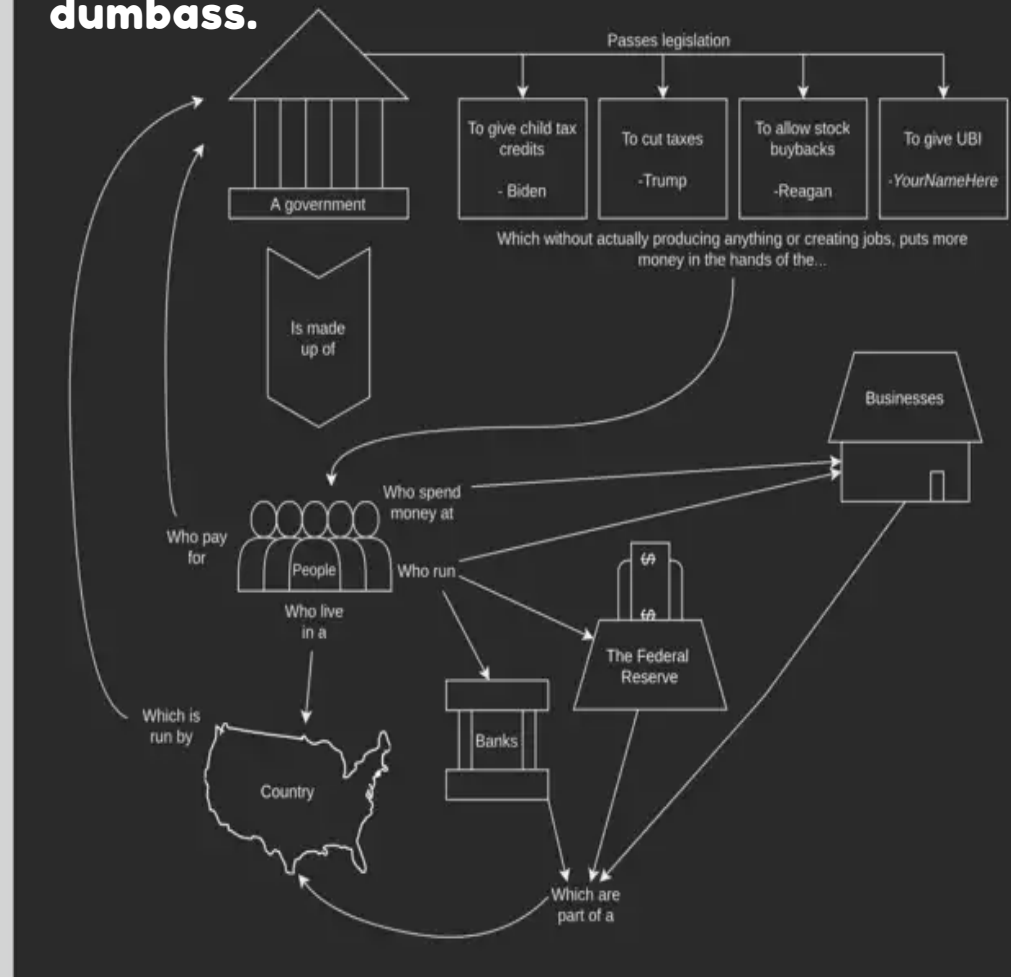 dumbass.
Passes legislation
To give child tax
credits
- Biden
To cut taxes
-Trump
To allow stock
buybacks
-Reagan
To give UBI
-YourNameHere
A government
Which without actually producing anything or creating jobs, puts more
money in the hands of the...
Is made
up of
Businesses
Who spend
money at
Who pay
for
People
Who run
$
$
Who live
in a
The Federal
Reserve
Which is
run by
Banks
Country
Which are
part of a